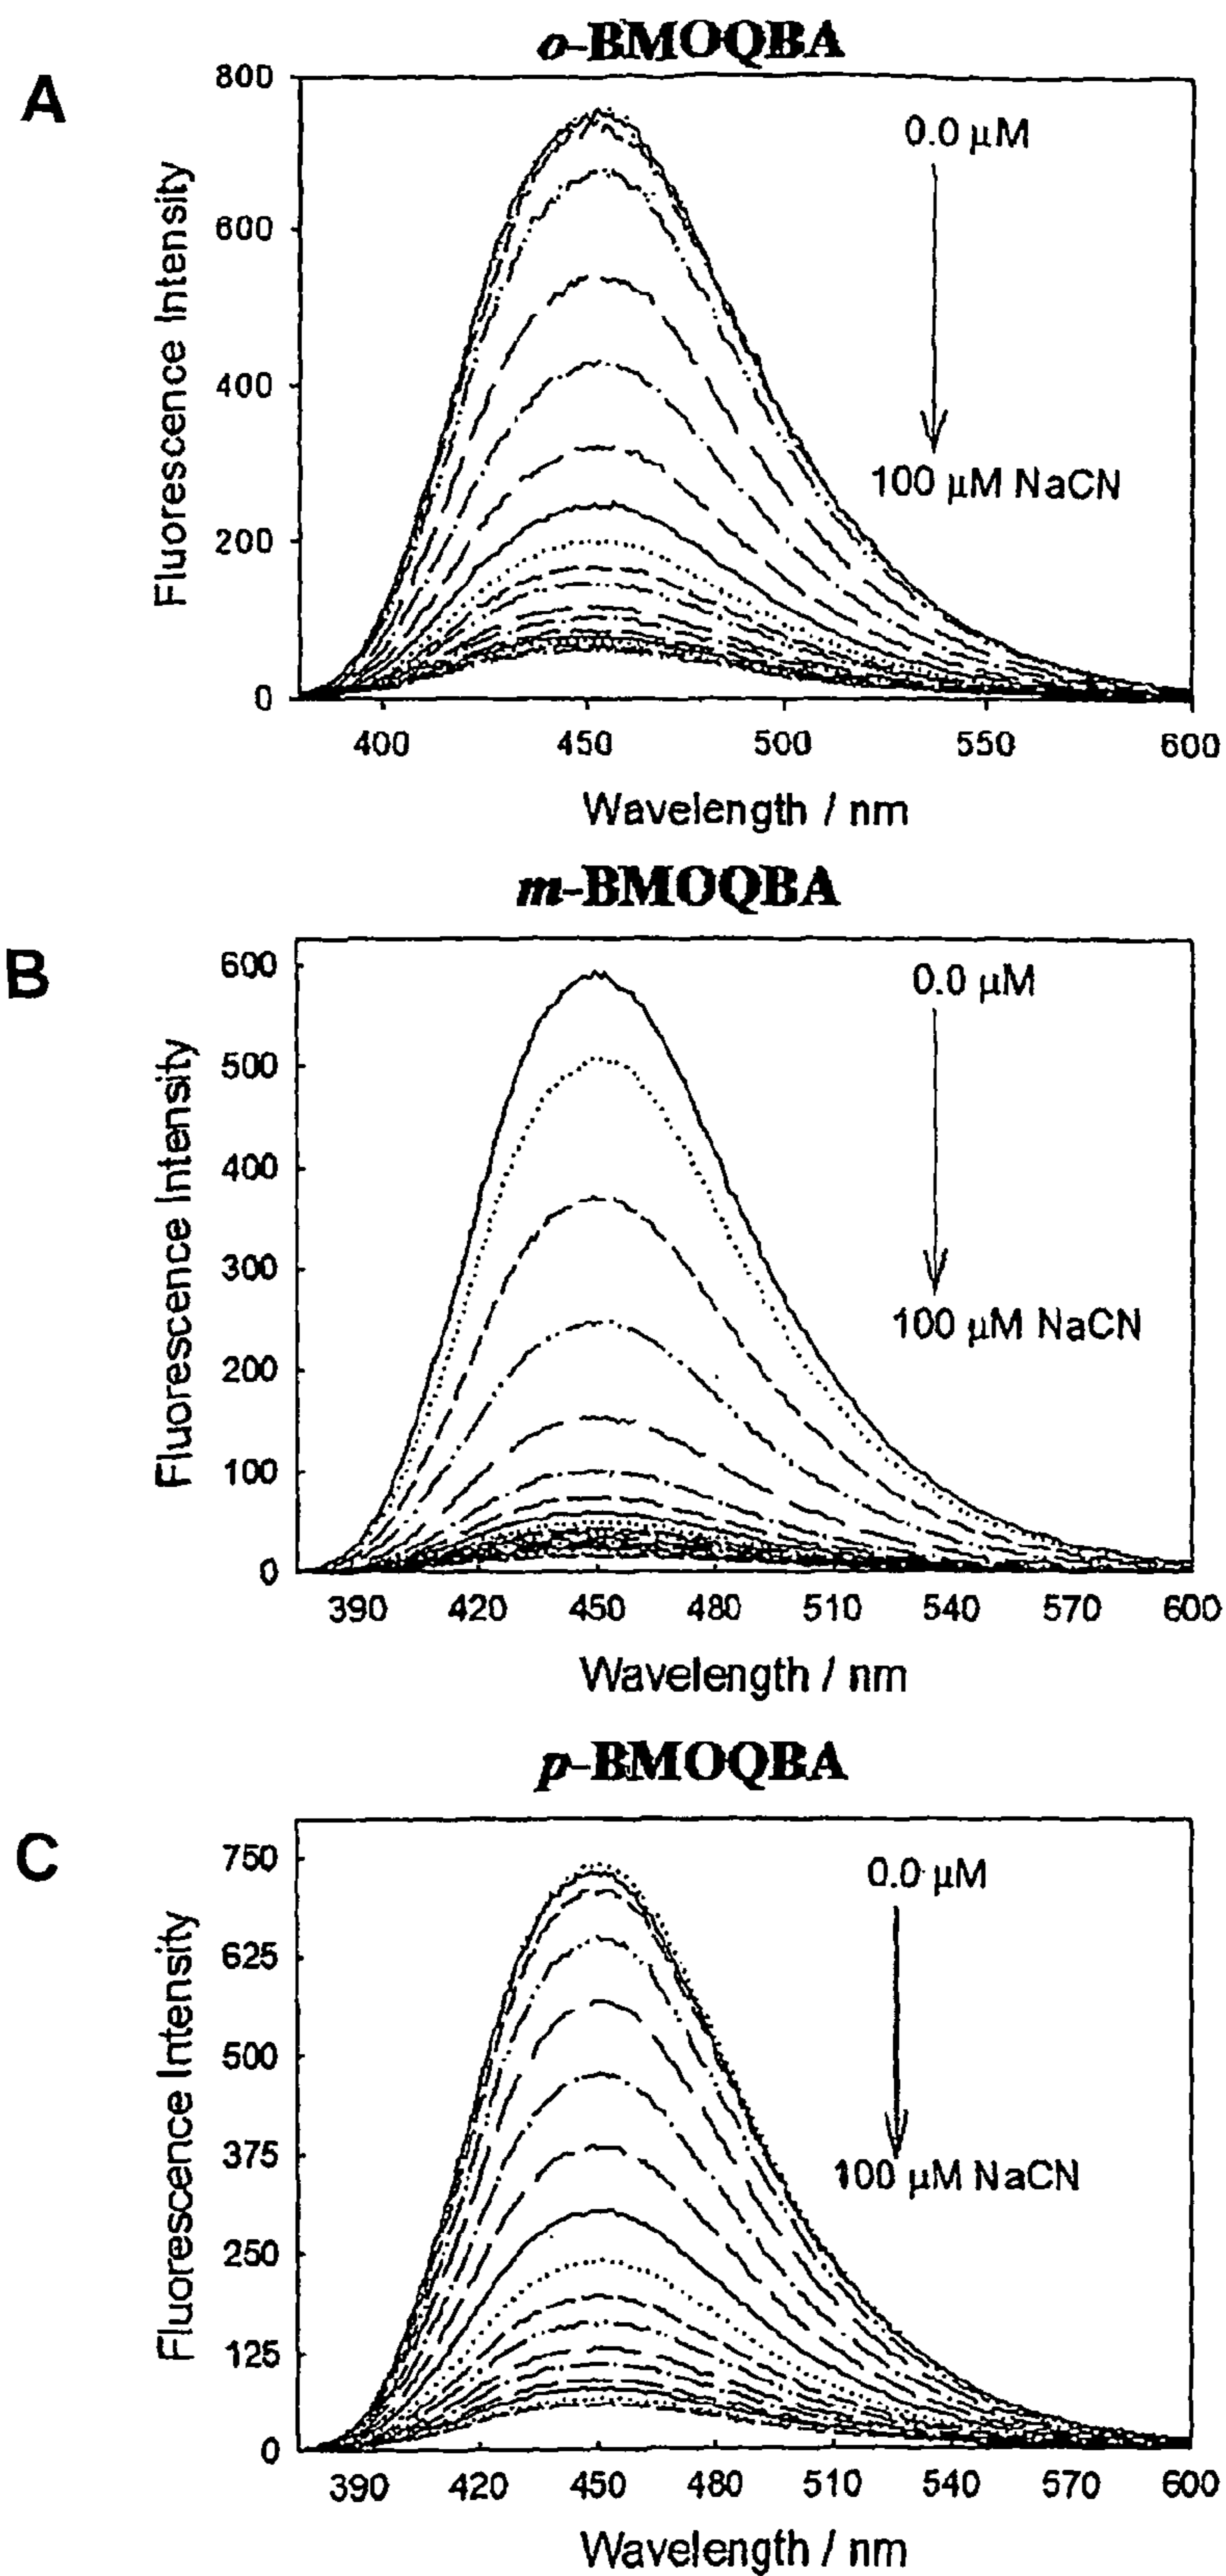 o-BMOQBA
A
800
600
400
200
0
Fluorescence Intensity
0.0 µM
100 µM NaCN
400 450 500 550 600
Wavelength / nm
m-BMOQBA
B
600
500
400
300
200
100
0
Fluorescence Intensity
0.0 µM
100 µM NaCN
390 420 450 480 510 540 570 600
Wavelength / nm
p-BMOQBA
C
750
625
500
375
250
125
0
Fluorescence Intensity
0.0 µM
100 µM NaCN
390 420 450 480 510 540 570 600
Wavelength / nm